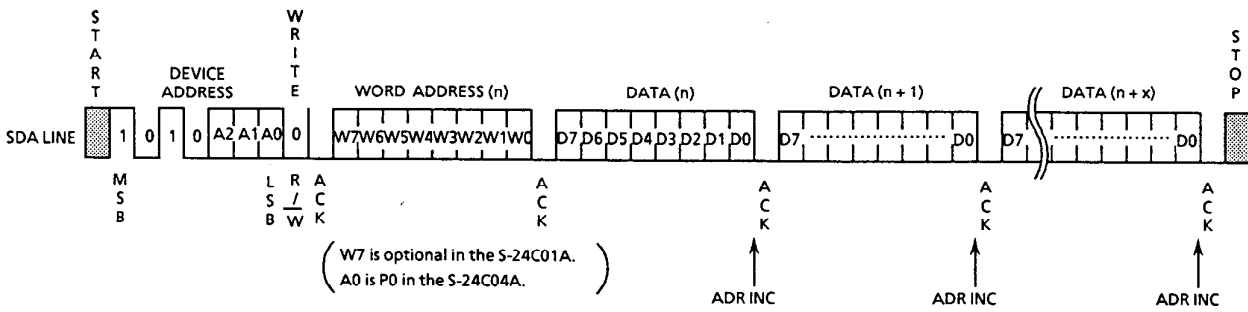 START
WRITE
STOP
DEVICE
ADDRESS
WORD ADDRESS (n)
DATA (n)
DATA (n + 1)
DATA (n + x)
SDA LINE
1 0 1 0 A2 A1 A0 0
W7 W6 W5 W4 W3 W2 W1 W0
D7 D6 D5 D4 D3 D2 D1 D0
D7 D0
D7 D0
MSB
LSB
R/W
ACK
ACK
ACK
ACK
ACK
W7 is optional in the S-24C01A.
A0 is P0 in the S-24C04A.
ADR INC
ADR INC
ADR INC